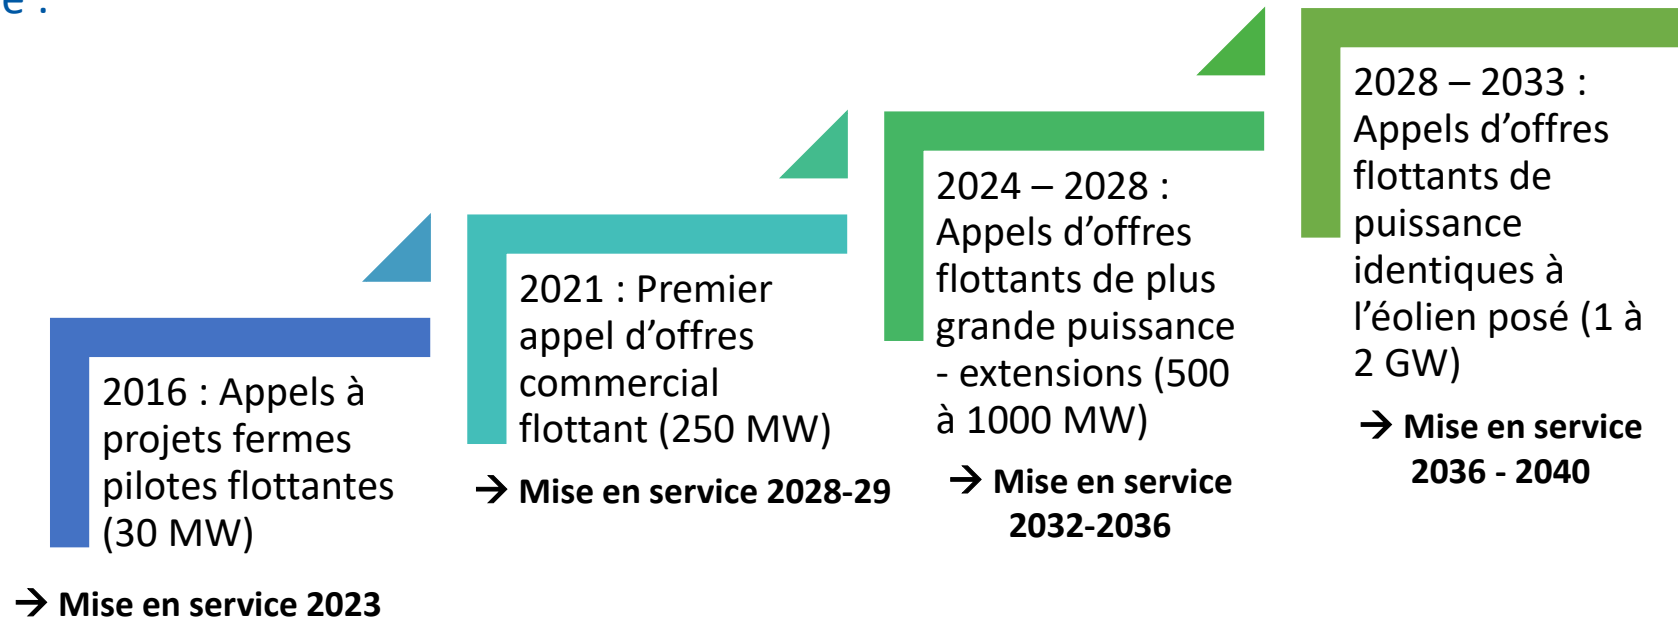 e :
2016 : Appels à
projets fermes
pilotes flottantes
(30 MW)
→ Mise en service 2023
2021 : Premier
appel d’offres
commercial
flottant (250 MW)
→ Mise en service 2028-29
2024 – 2028 :
Appels d’offres
flottants de plus
grande puissance
- extensions (500
à 1000 MW)
→ Mise en service
2032-2036
2028 – 2033 :
Appels d’offres
flottants de
puissance
identiques à
l’éolien posé (1 à
2 GW)
→ Mise en service
2036 - 2040